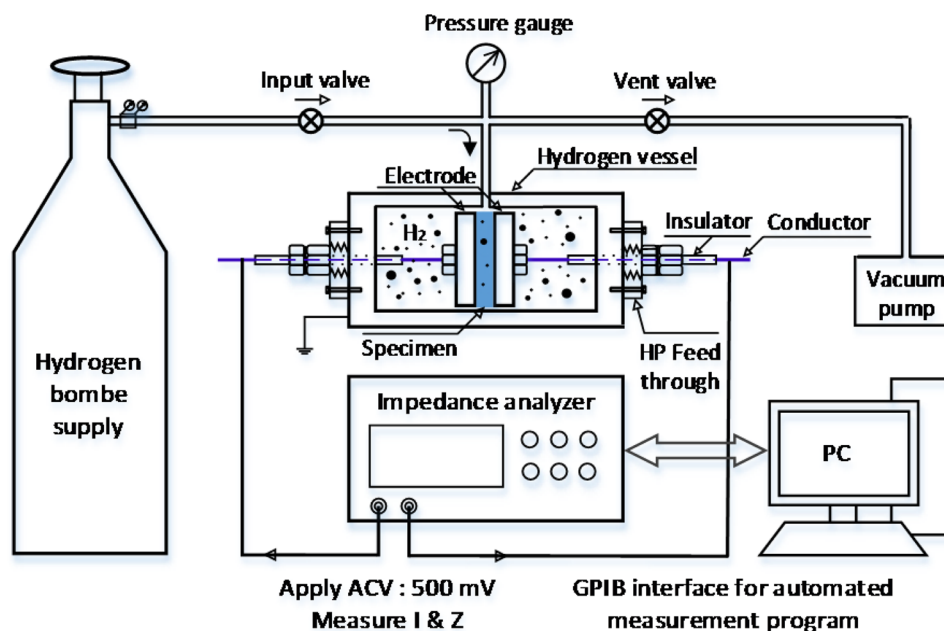 Pressure gauge
Input valve
Vent valve
Hydrogen vessel
Electrode
H2
Insulator
Conductor
Vacuum
pump
Specimen
HP Feed
through
Hydrogen
bombe
supply
Impedance analyzer
PC
Apply ACV : 500 mV
Measure I & Z
GPIB interface for automated
measurement program